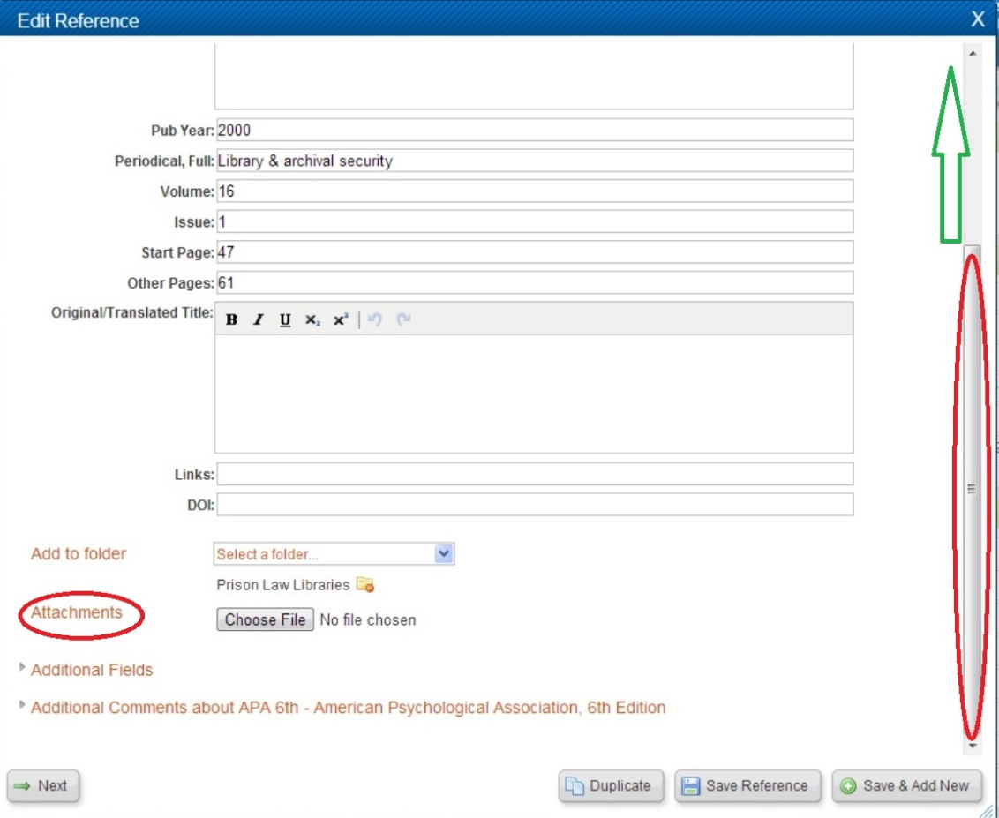 Edit Reference X
Pub Year: 2000
Periodical, Full: Library & archival security
Volume: 16
Issue: 1
Start Page: 47
Other Pages: 61
Original/Translated Title: B I U x₂ x²
Links:
DOI:
Add to folder Select a folder...
Prison Law Libraries
Attachments Choose File No file chosen
Additional Fields
Additional Comments about APA 6th - American Psychological Association, 6th Edition
Next Duplicate Save Reference Save & Add New